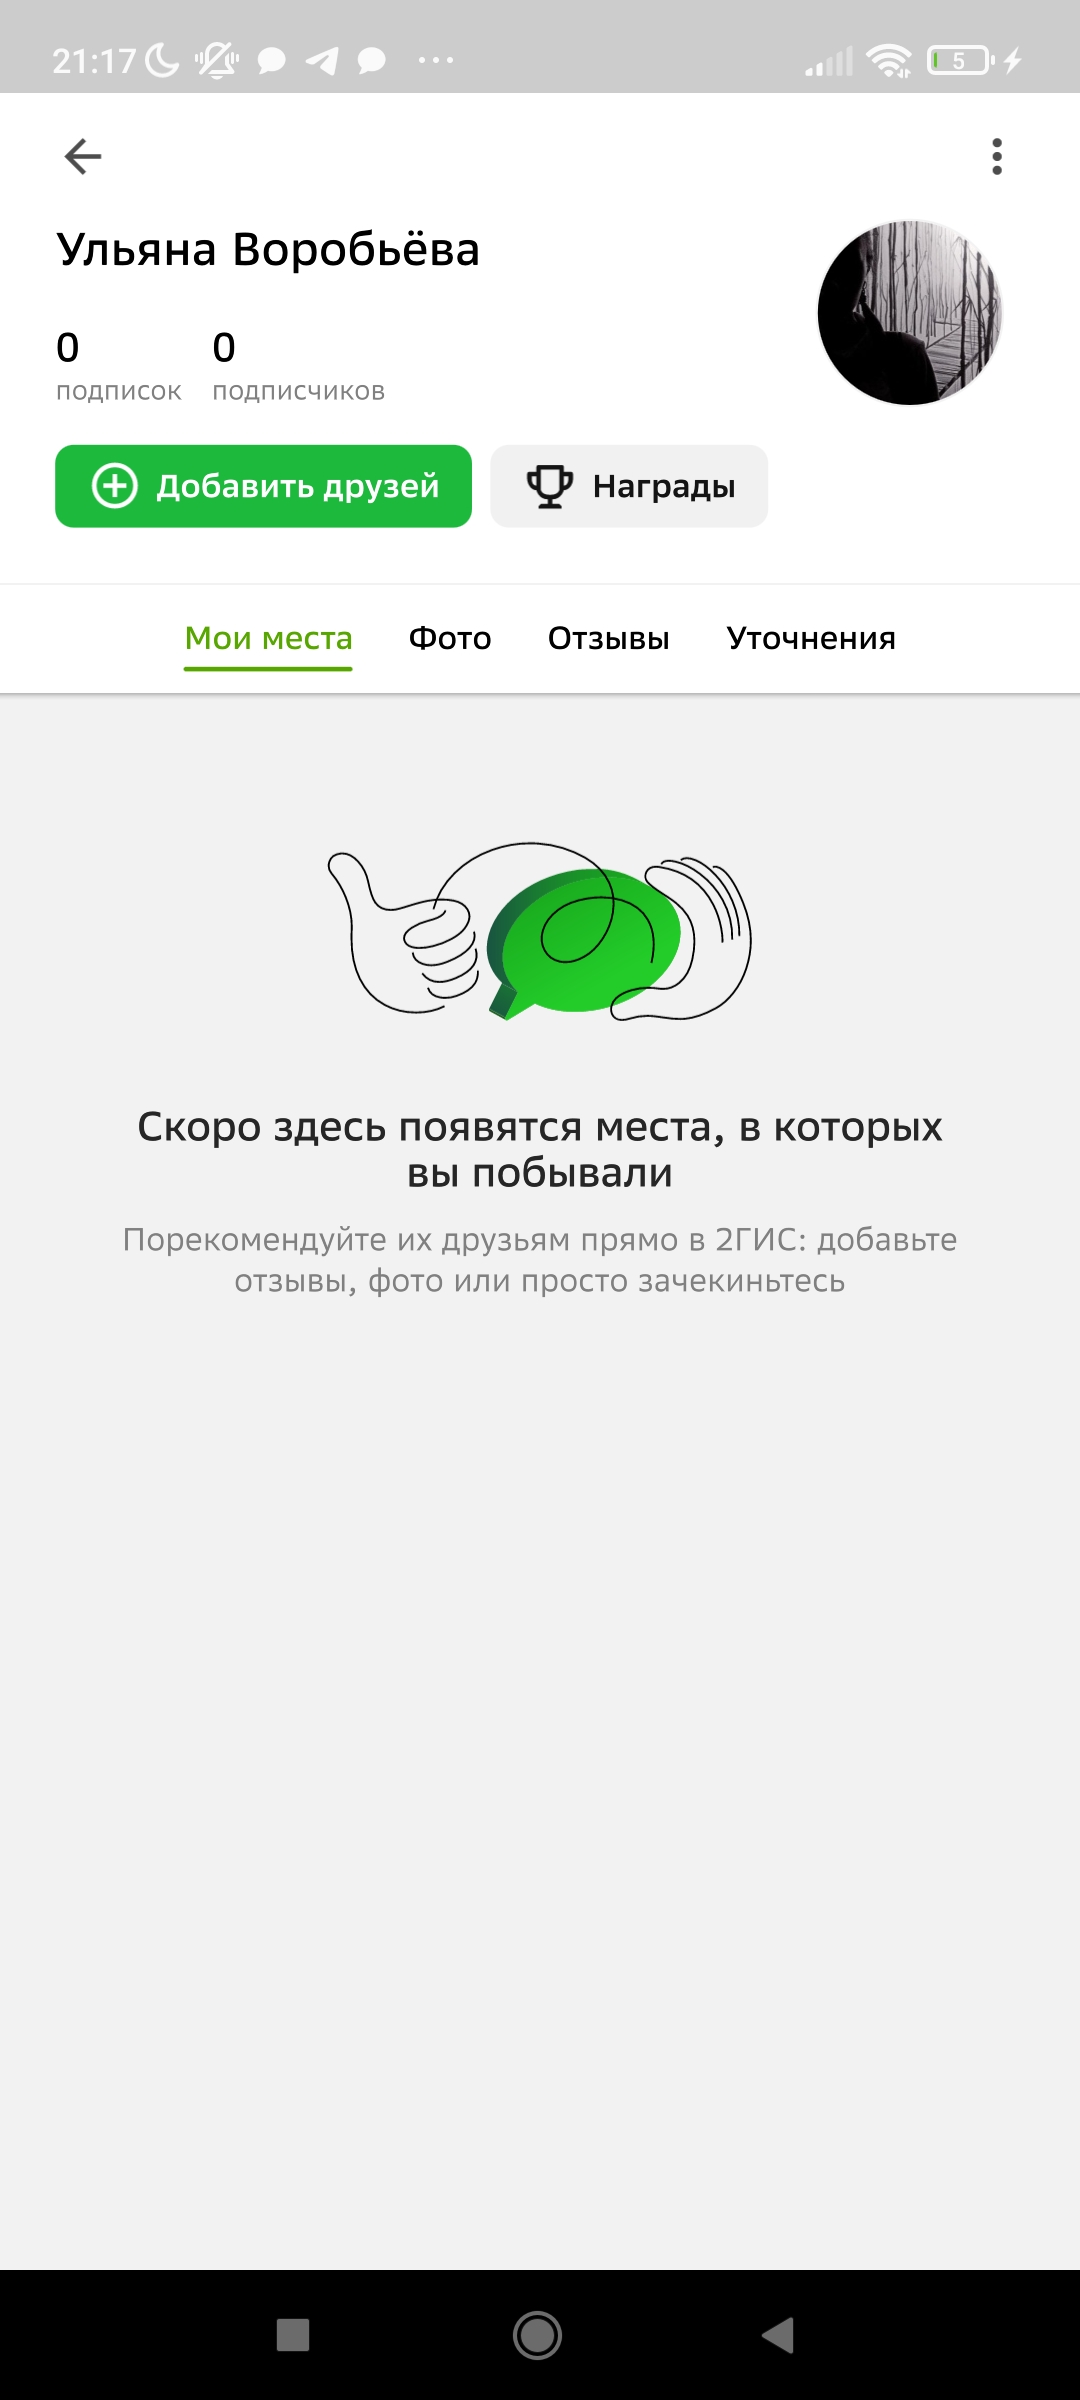 21:17
5
Ульяна Воробьёва
0 0
подписок подписчиков
Добавить друзей Награды
Мои места Фото Отзывы Уточнения
Скоро здесь появятся места, в которых
вы побывали
Порекомендуйте их друзьям прямо в 2ГИС: добавьте
отзывы, фото или просто зачекиньтесь